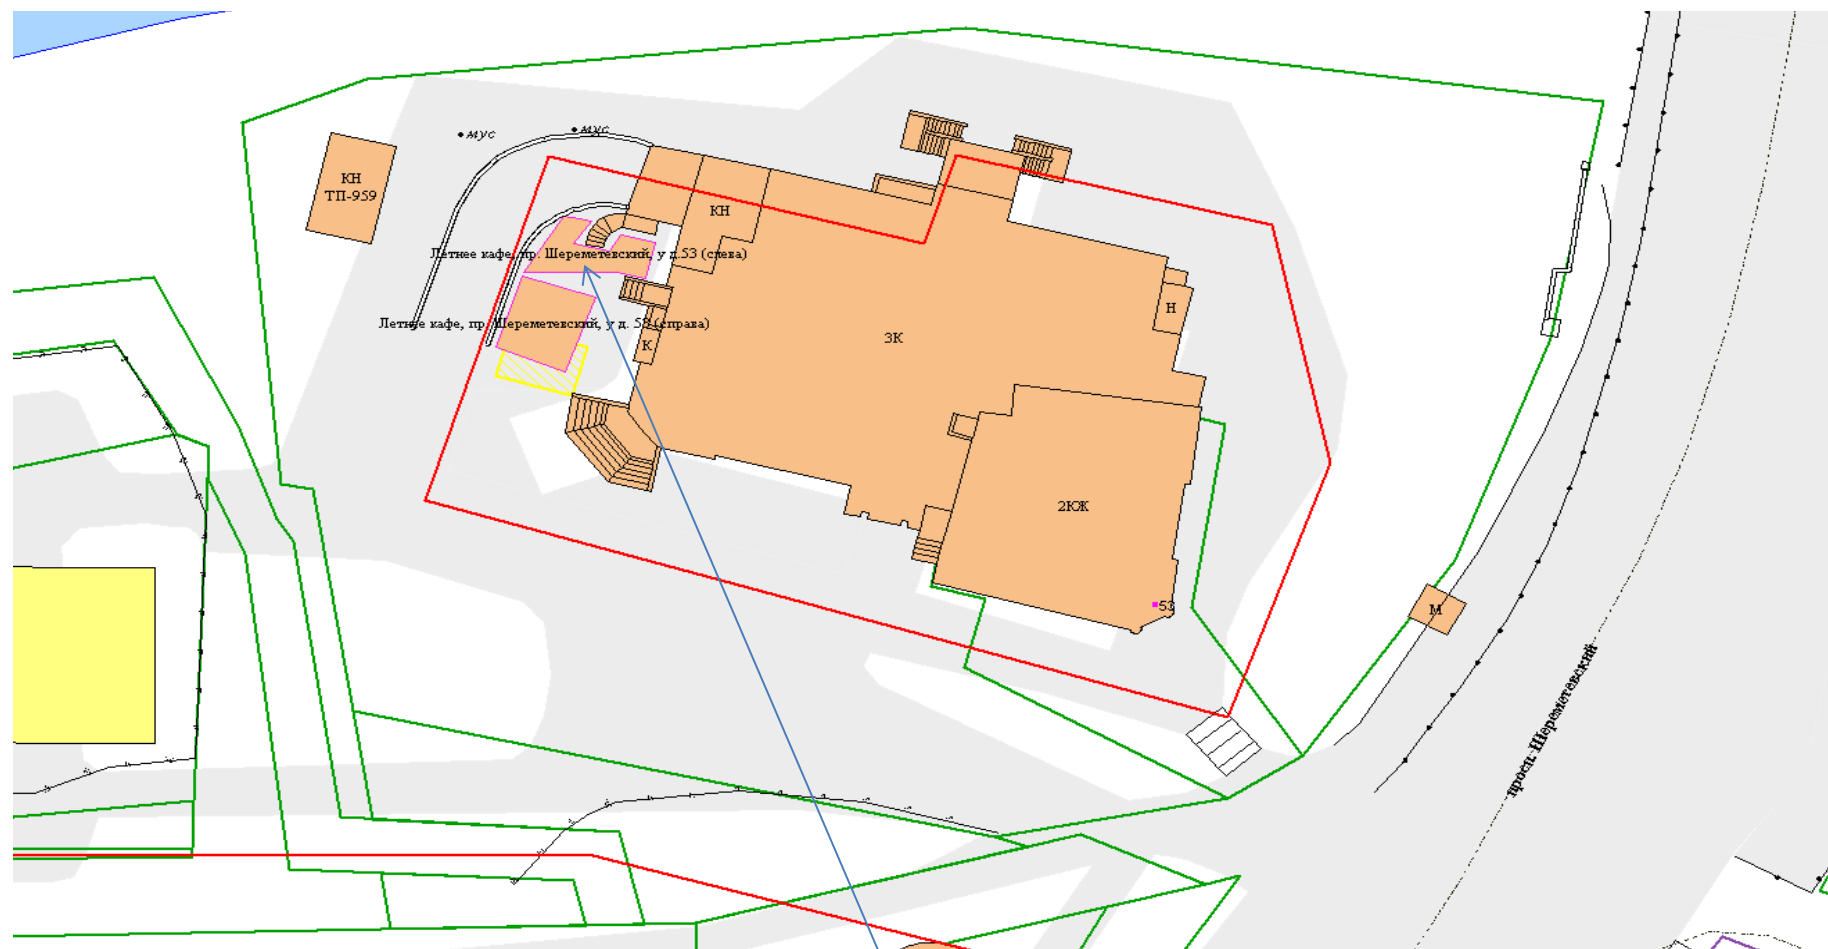 мус
мус
КН
ТП-959
КН
Летнее кафе, пр. Шереметевский, у д.53 (слева)
Н
Летнее кафе, пр. Шереметевский, у д. 53 (справа)
К
3К
2КЖ
53
М
просп. Шереметевский